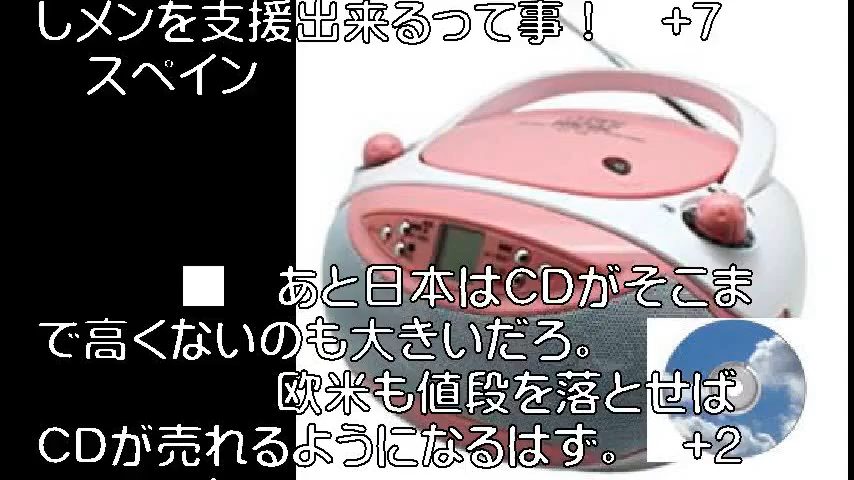 しメンを支援出来るって事! +7
スペイン
■ あと日本はCDがそこま
で高くないのも大きいだろ。
欧米も値段を落とせば
CDが売れるようになるはず。 +2